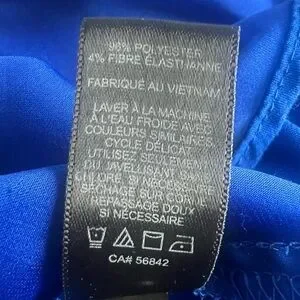 96% POLYESTER
4% FIBRE ÉLASTHANNE
FABRIQUÉ AU VIETNAM
LAVER À LA MACHINE
À L'EAU FROIDE AVEC
COULEURS SIMILAIRES
CYCLE DÉLICAT
UTILISEZ SEULEMENT
UN JAVELLISANT SANS
CHLORE, SI NÉCESSAIRE
SÉCHAGE SUR CORDE
REPASSAGE DOUX
SI NÉCESSAIRE
CA# 56842